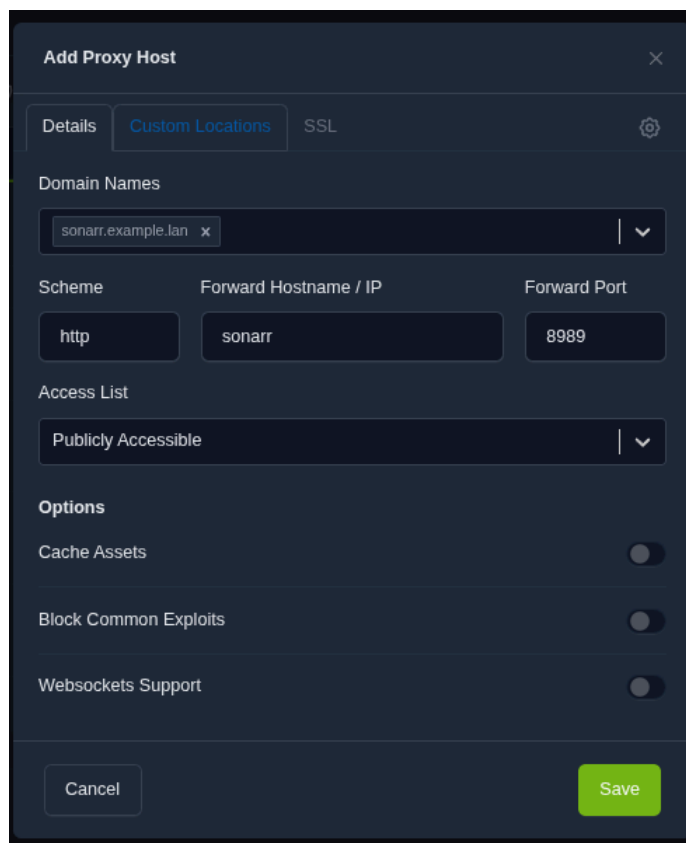 Add Proxy Host
Details Custom Locations SSL
Domain Names
sonarr.example.lan x
Scheme Forward Hostname / IP Forward Port
http sonarr 8989
Access List
Publicly Accessible
Options
Cache Assets
Block Common Exploits
Websockets Support
Cancel Save